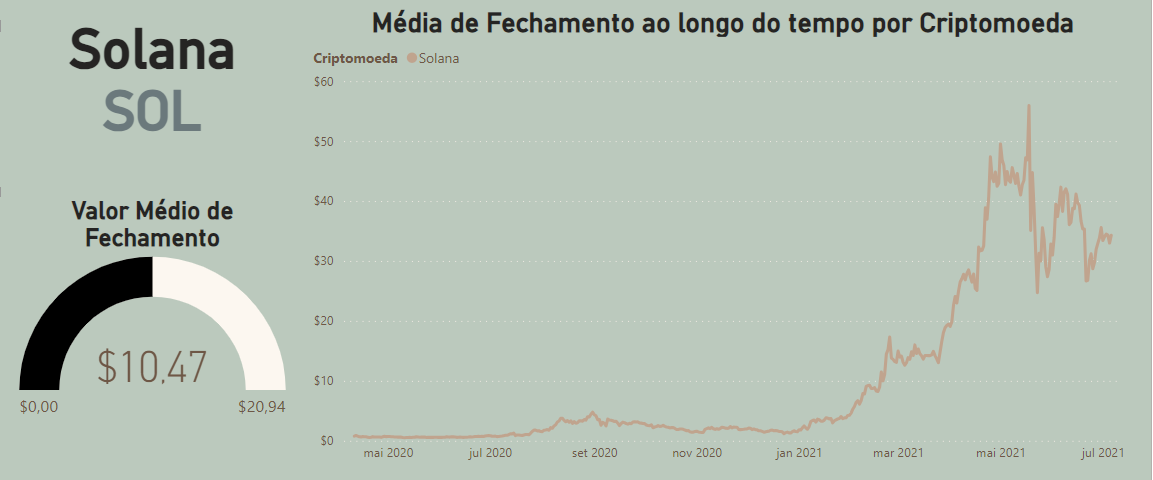 Solana
SOL
Valor Médio de
Fechamento
$10,47
$0,00
$20,94
Média de Fechamento ao longo do tempo por Criptomoeda
Criptomoeda Solana
$60
$50
$40
$30
$20
$10
$0
mai 2020 jul 2020 set 2020 nov 2020 jan 2021 mar 2021 mai 2021 jul 2021